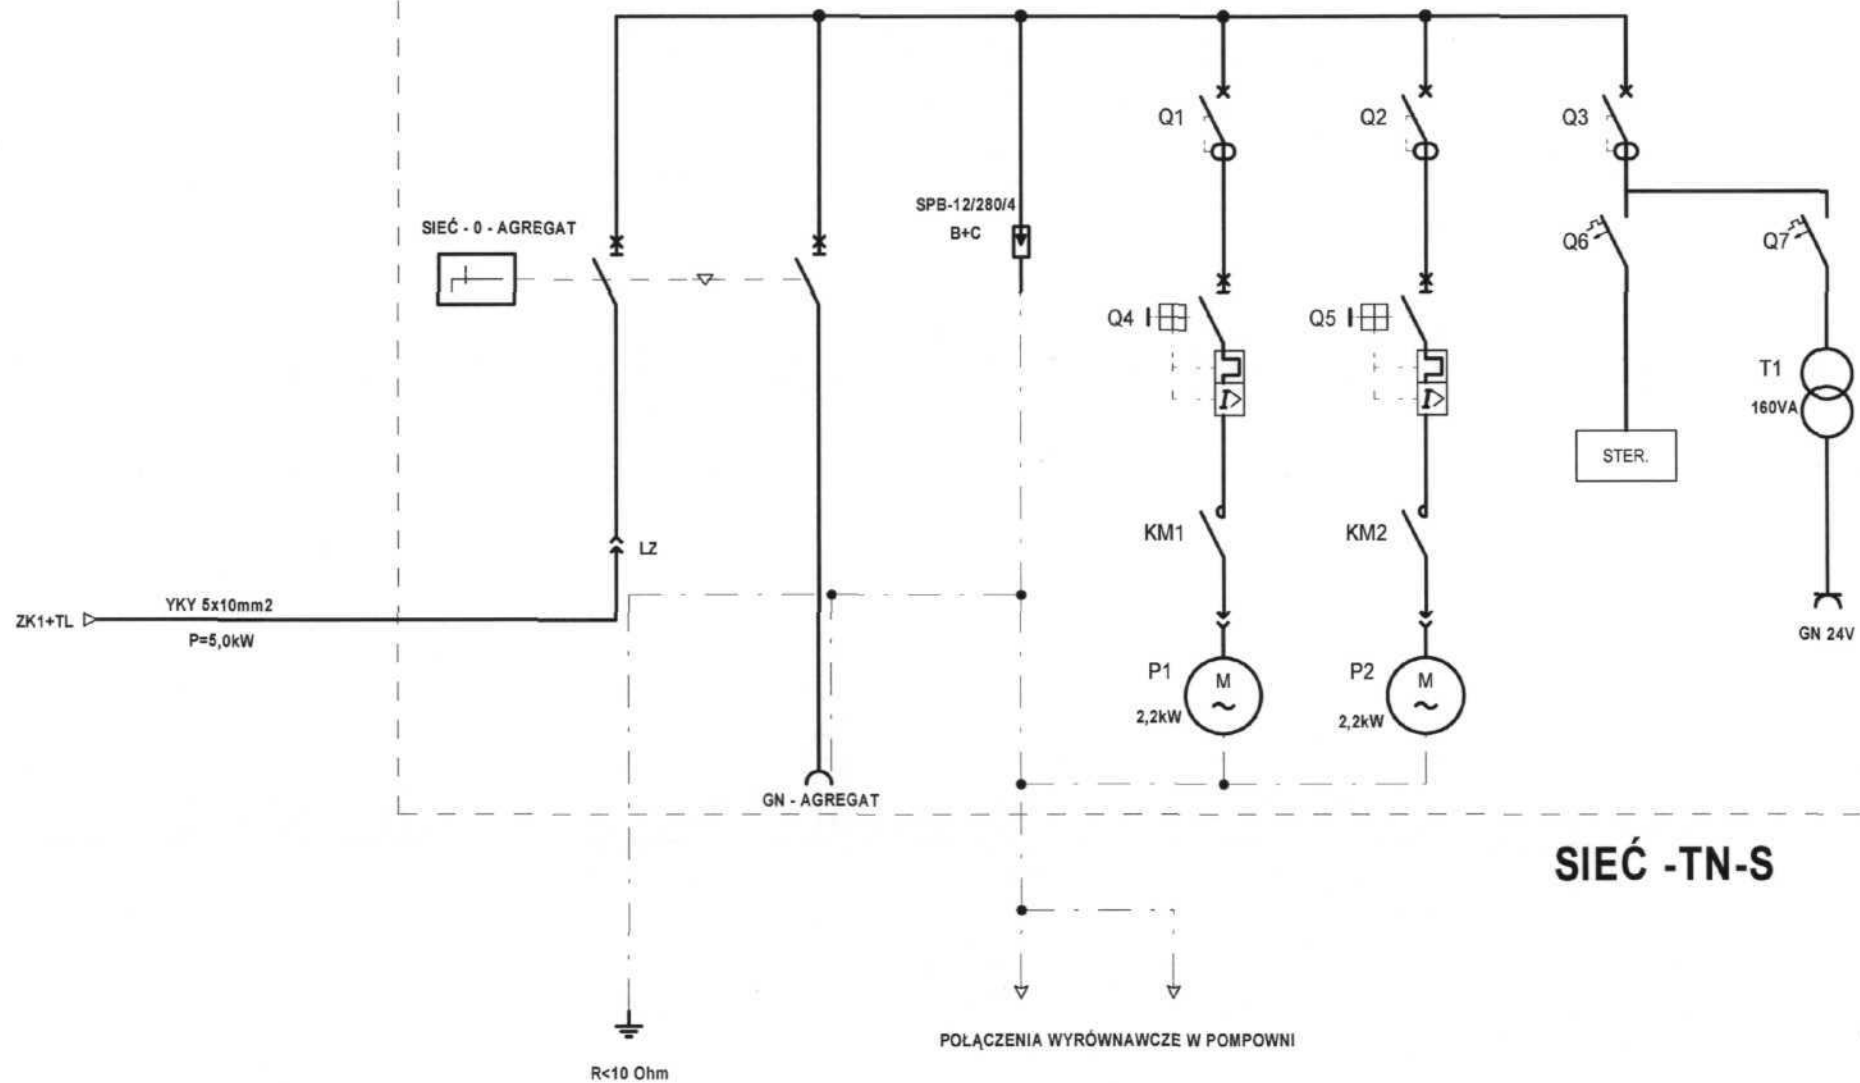 Q1
Q2
Q3
SPB-12/280/4
B+C
SIEĆ - 0 - AGREGAT
Q6
Q7
Q4
Q5
T1
160VA
STER.
KM1
KM2
LZ
YKY 5x10mm2
ZK1+TL
P=5,0kW
GN 24V
P1
M
2,2kW
P2
M
2,2kW
GN - AGREGAT
SIEĆ -TN-S
POŁĄCZENIA WYRÓWNAWCZE W POMPOWNI
R<10 Ohm